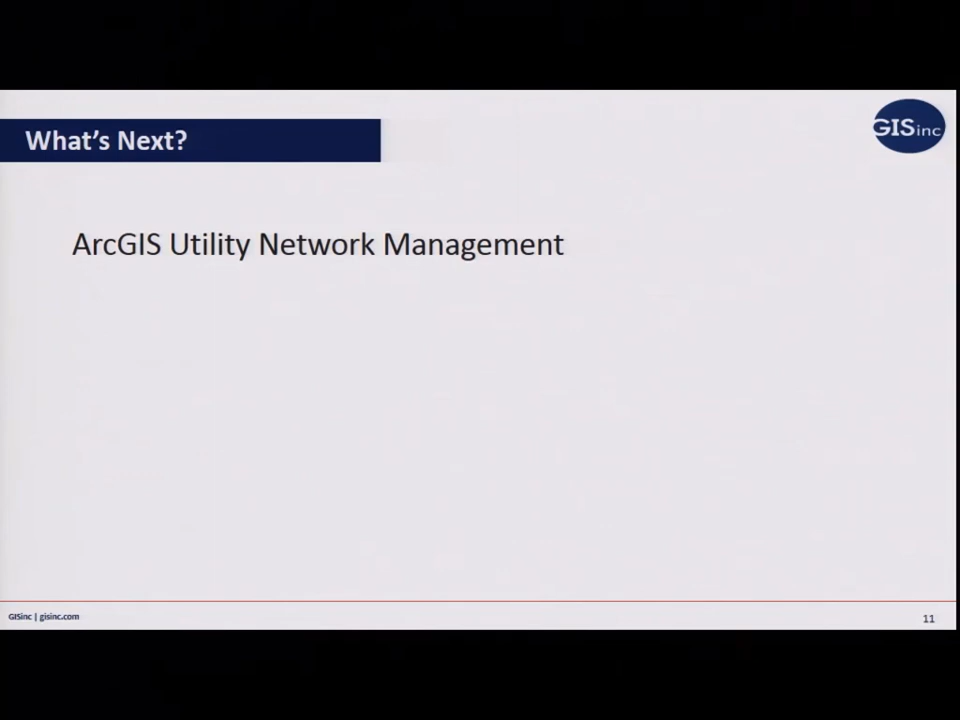 What's Next?
GISinc
ArcGIS Utility Network Management
GISinc | gisinc.com
11